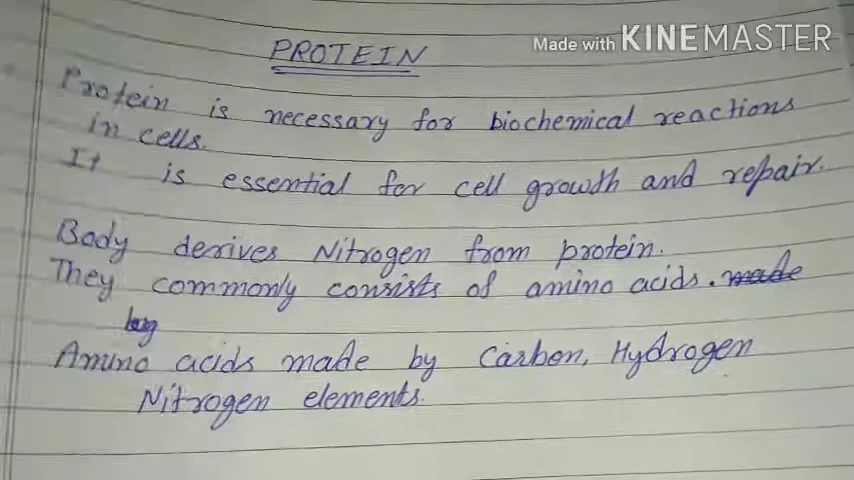 Made with KINEMASTER
PROTEIN
Protein is necessary for biochemical reactions
in cells.
It is essential for cell growth and repair.
Body derives Nitrogen from protein.
They commonly consists of amino acids. made
by
Amino acids made by Carbon, Hydrogen
Nitrogen elements.